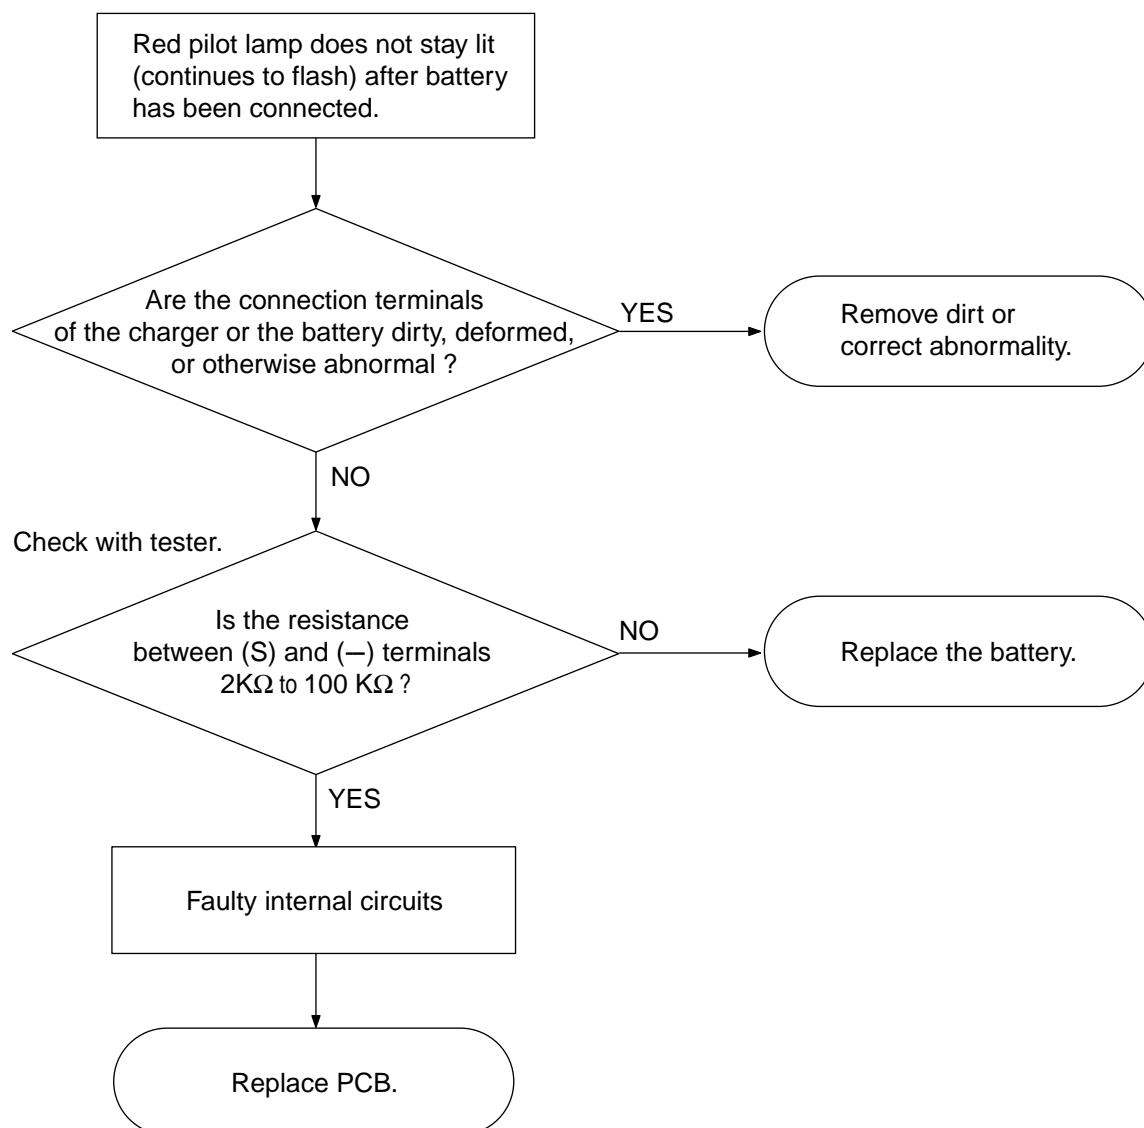 Red pilot lamp does not stay lit
(continues to flash) after battery
has been connected.
Are the connection terminals
of the charger or the battery dirty, deformed,
or otherwise abnormal ?
YES
Remove dirt or
correct abnormality.
NO
Check with tester.
Is the resistance
between (S) and (–) terminals
2KΩ to 100 KΩ ?
NO
Replace the battery.
YES
Faulty internal circuits
Replace PCB.